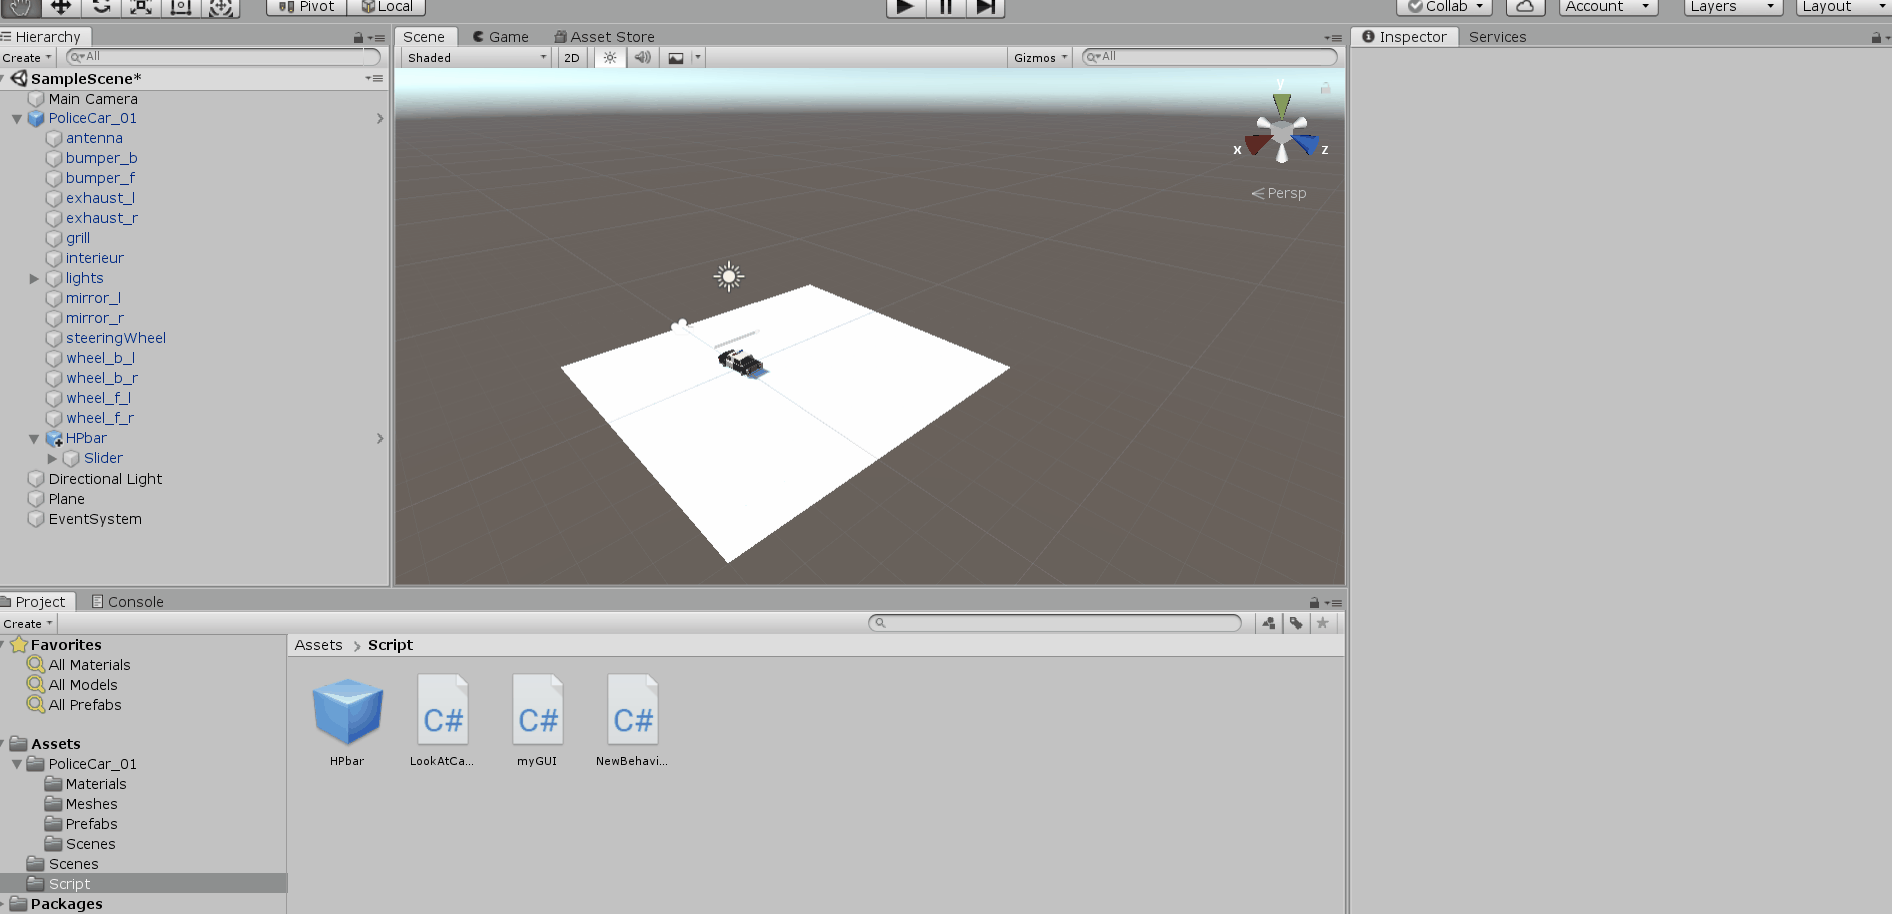 Pivot Local Collab Account Layers Layout
Hierarchy
Create All
SampleScene*
Main Camera
PoliceCar_01
antenna
bumper_b
bumper_f
exhaust_l
exhaust_r
grill
interieur
lights
mirror_l
mirror_r
steeringWheel
wheel_b_l
wheel_b_r
wheel_f_l
wheel_f_r
HPbar
Slider
Directional Light
Plane
EventSystem
Scene Game Asset Store
Shaded 2D Gizmos All
y
x z
Persp
Inspector Services
Project Console
Create
Favorites
All Materials
All Models
All Prefabs
Assets
PoliceCar_01
Materials
Meshes
Prefabs
Scenes
Scenes
Script
Packages
Assets > Script
C# C# C#
HPbar LookAtCa... myGUI NewBehavi...